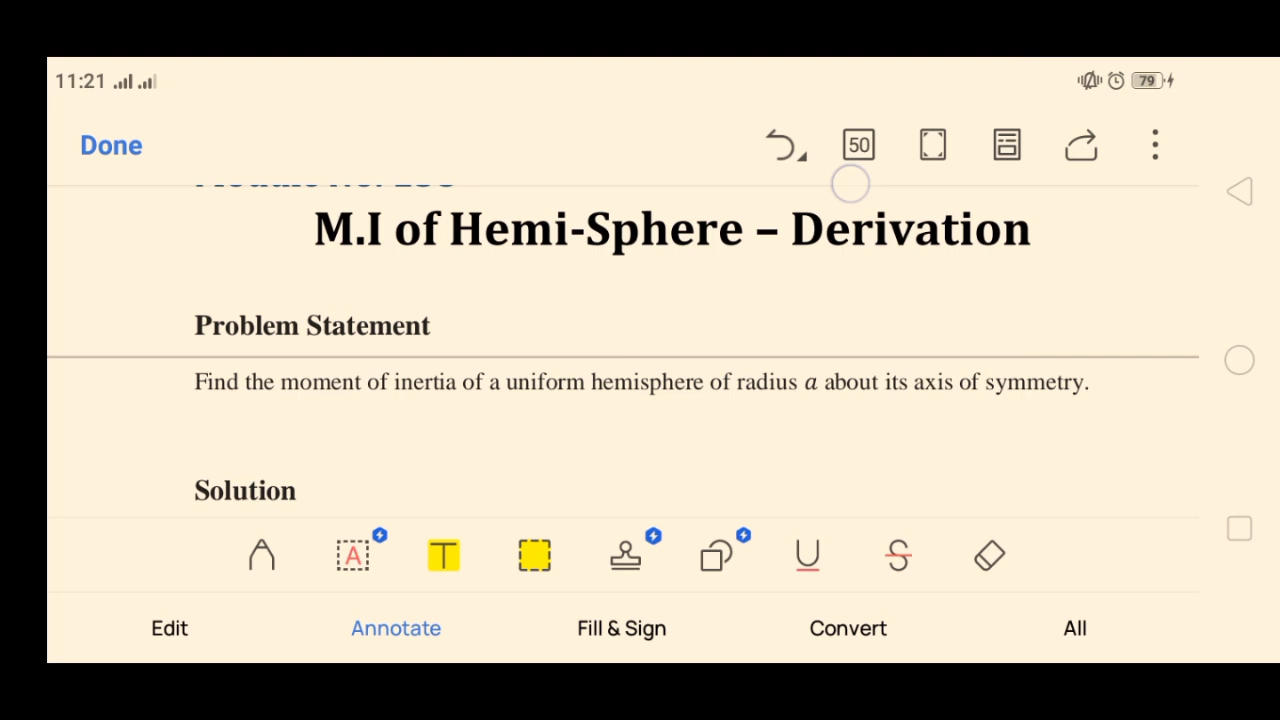 11:21
79
Done
50
M.I of Hemi-Sphere – Derivation
Problem Statement
Find the moment of inertia of a uniform hemisphere of radius a about its axis of symmetry.
Solution
A
T
U
S
Edit
Annotate
Fill & Sign
Convert
All